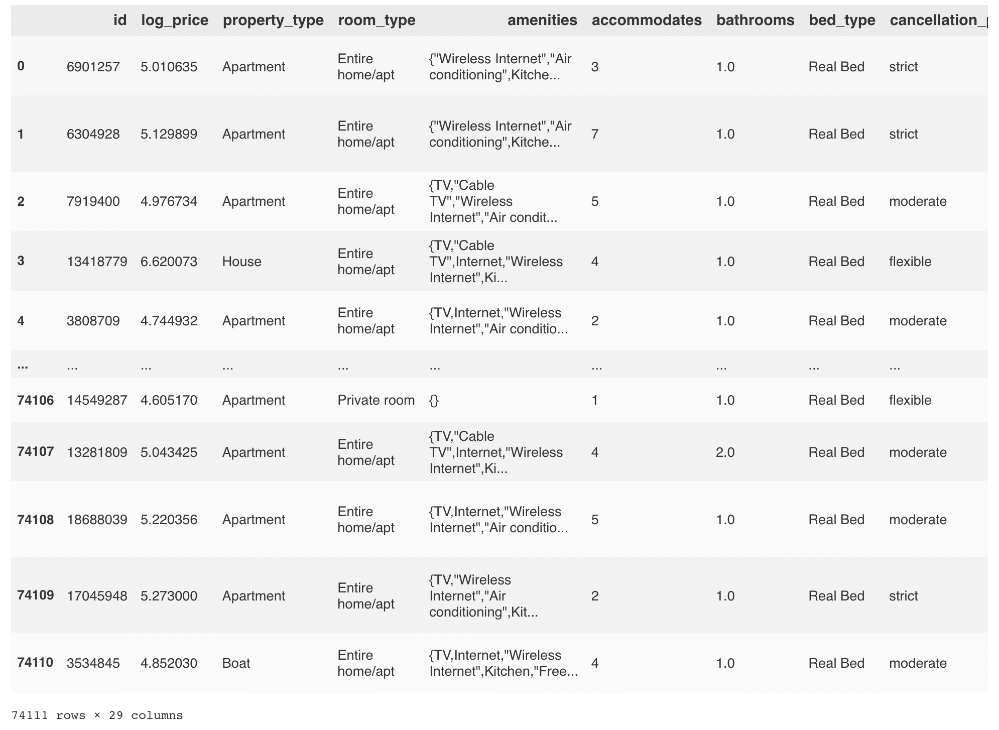 id log_price property_type room_type amenities accommodates bathrooms bed_type cancellation_p
0 6901257 5.010635 Apartment Entire home/apt {"Wireless Internet","Air conditioning",Kitche... 3 1.0 Real Bed strict
1 6304928 5.129899 Apartment Entire home/apt {"Wireless Internet","Air conditioning",Kitche... 7 1.0 Real Bed strict
2 7919400 4.976734 Apartment Entire home/apt {TV,"Cable TV","Wireless Internet","Air condit... 5 1.0 Real Bed moderate
3 13418779 6.620073 House Entire home/apt {TV,"Cable TV",Internet,"Wireless Internet",Ki... 4 1.0 Real Bed flexible
4 3808709 4.744932 Apartment Entire home/apt {TV,Internet,"Wireless Internet","Air conditio... 2 1.0 Real Bed moderate
... ... ... ... ... ... ... ... ... ...
74106 14549287 4.605170 Apartment Private room {} 1 1.0 Real Bed flexible
74107 13281809 5.043425 Apartment Entire home/apt {TV,"Cable TV",Internet,"Wireless Internet",Ki... 4 2.0 Real Bed moderate
74108 18688039 5.220356 Apartment Entire home/apt {TV,Internet,"Wireless Internet","Air conditio... 5 1.0 Real Bed moderate
74109 17045948 5.273000 Apartment Entire home/apt {TV,"Wireless Internet","Air conditioning",Kit... 2 1.0 Real Bed strict
74110 3534845 4.852030 Boat Entire home/apt {TV,Internet,"Wireless Internet",Kitchen,"Free... 4 1.0 Real Bed moderate
74111 rows × 29 columns